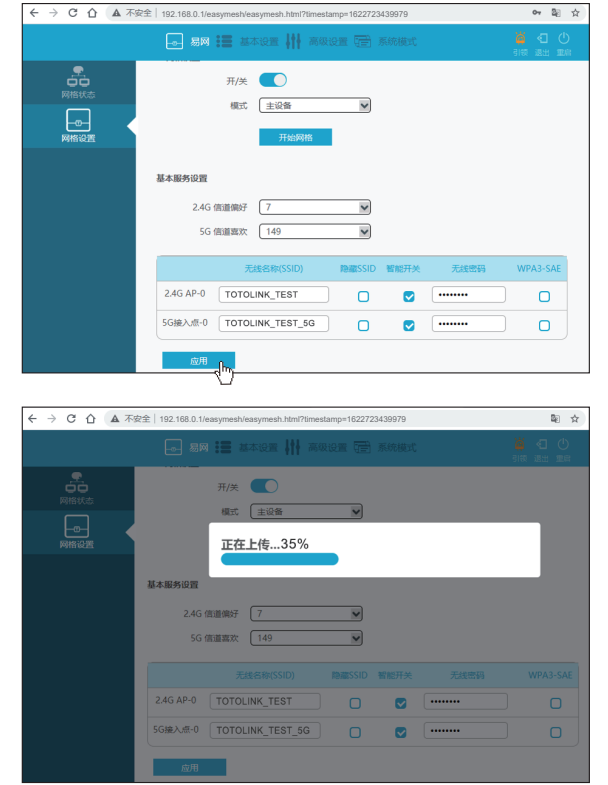 不安全 192.168.0.1/easymesh/easymesh.html?timestamp=1622723439979
易网 基本设置 高级设置 系统模式 引领 退出 重启
网格状态
网格设置
开/关
模式 主设备
开始网格
基本服务设置
2.4G 信道偏好 7
5G 信道喜欢 149
无线名称(SSID) 隐藏SSID 智能开关 无线密码 WPA3-SAE
2.4G AP-0 TOTOLINK_TEST ••••••••
5G接入点-0 TOTOLINK_TEST_5G ••••••••
应用
不安全 192.168.0.1/easymesh/easymesh.html?timestamp=1622723439979
易网 基本设置 高级设置 系统模式 引领 退出 重启
网格状态
网格设置
开/关
模式 主设备
正在上传...35%
基本服务设置
2.4G 信道偏好 7
5G 信道喜欢 149
无线名称(SSID) 隐藏SSID 智能开关 无线密码 WPA3-SAE
2.4G AP-0 TOTOLINK_TEST ••••••••
5G接入点-0 TOTOLINK_TEST_5G ••••••••
应用